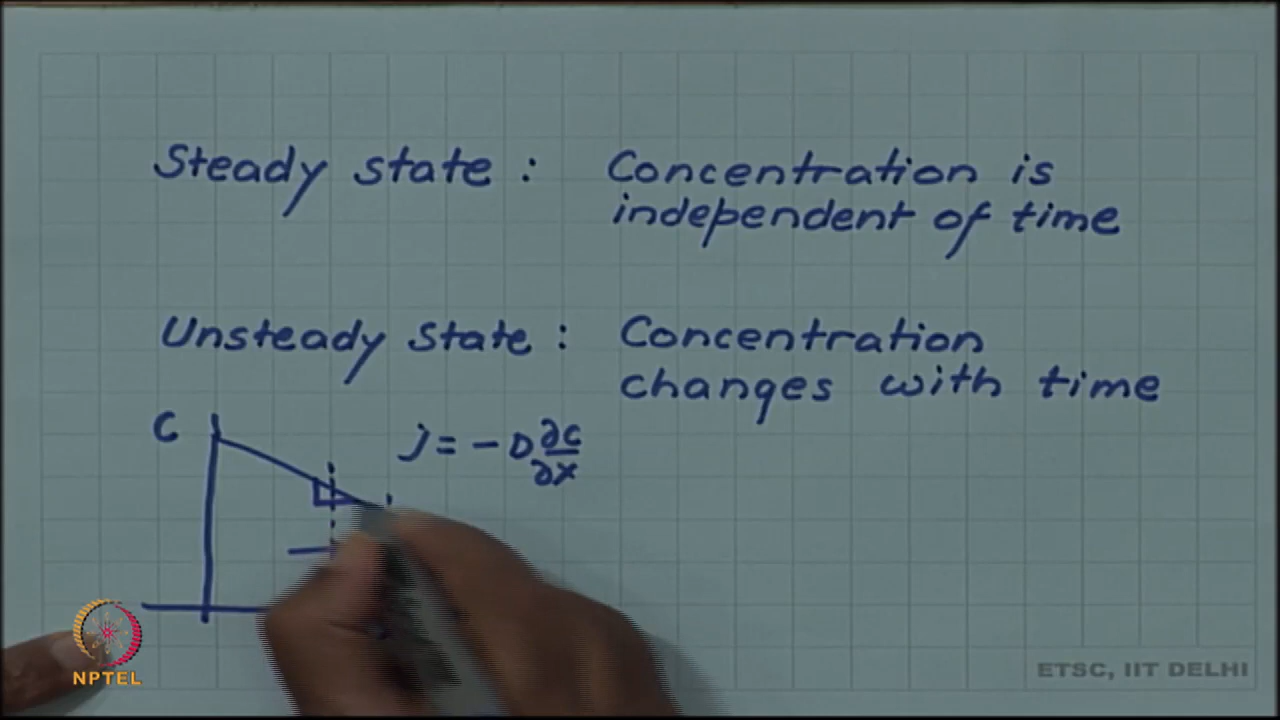 Steady state : Concentration is
independent of time
Unsteady state : Concentration
changes with time
C
J = - D ∂C/∂x
NPTEL
ETSC, IIT DELHI